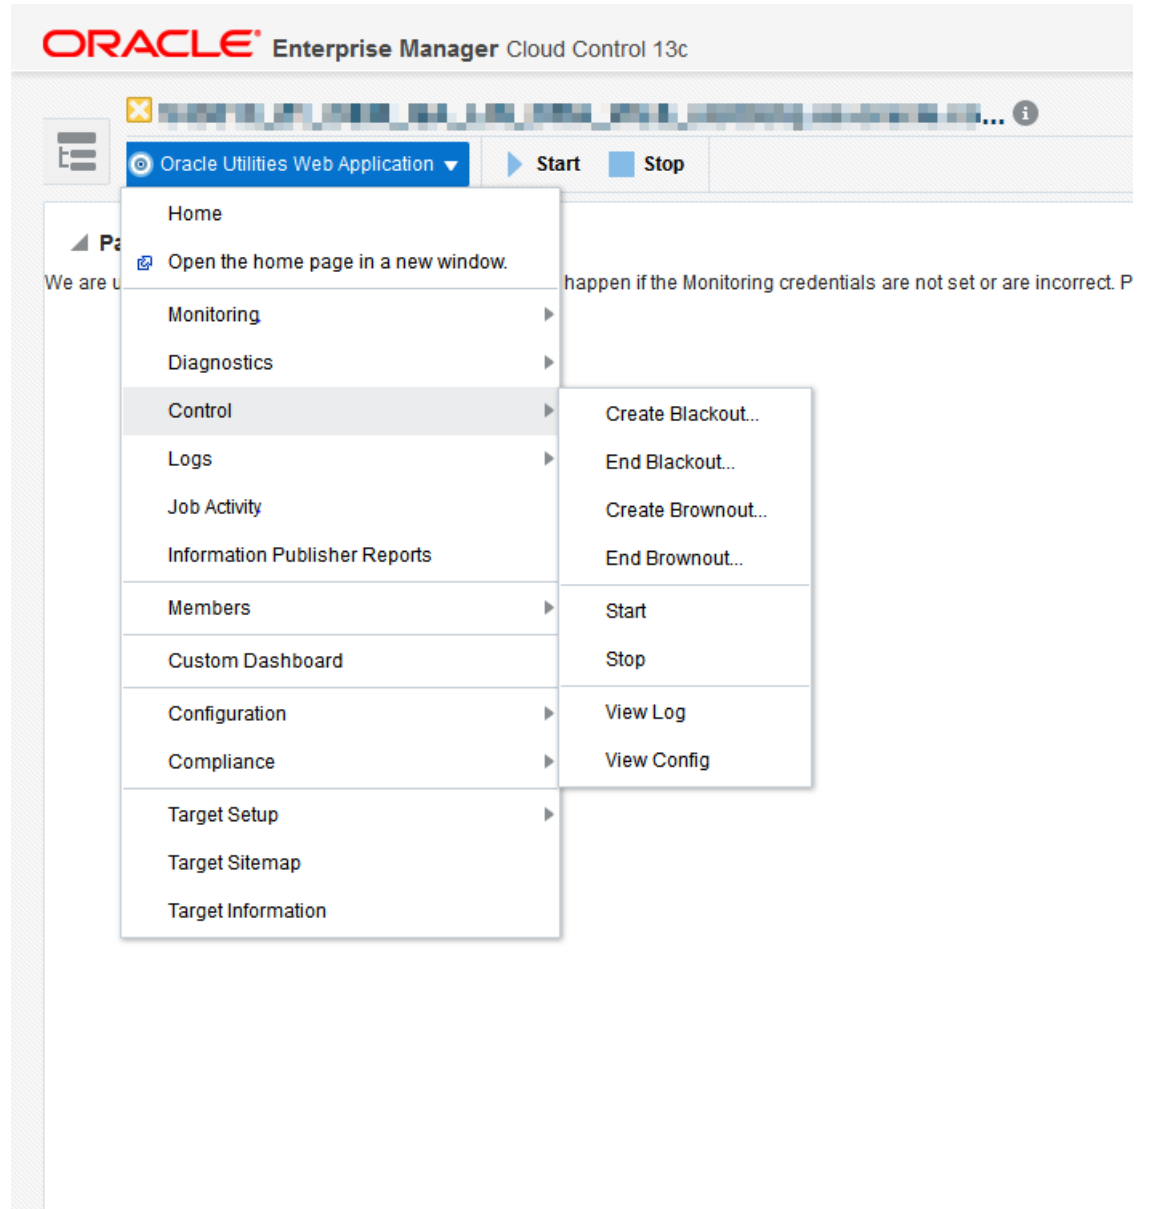 ORACLE Enterprise Manager Cloud Control 13c
...
Oracle Utilities Web Application Start Stop
Home
Open the home page in a new window.
We are happen if the Monitoring credentials are not set or are incorrect.
Monitoring
Diagnostics
Control
Create Blackout...
Logs
End Blackout...
Job Activity
Create Brownout...
Information Publisher Reports
End Brownout...
Members
Start
Custom Dashboard
Stop
Configuration
View Log
Compliance
View Config
Target Setup
Target Sitemap
Target Information